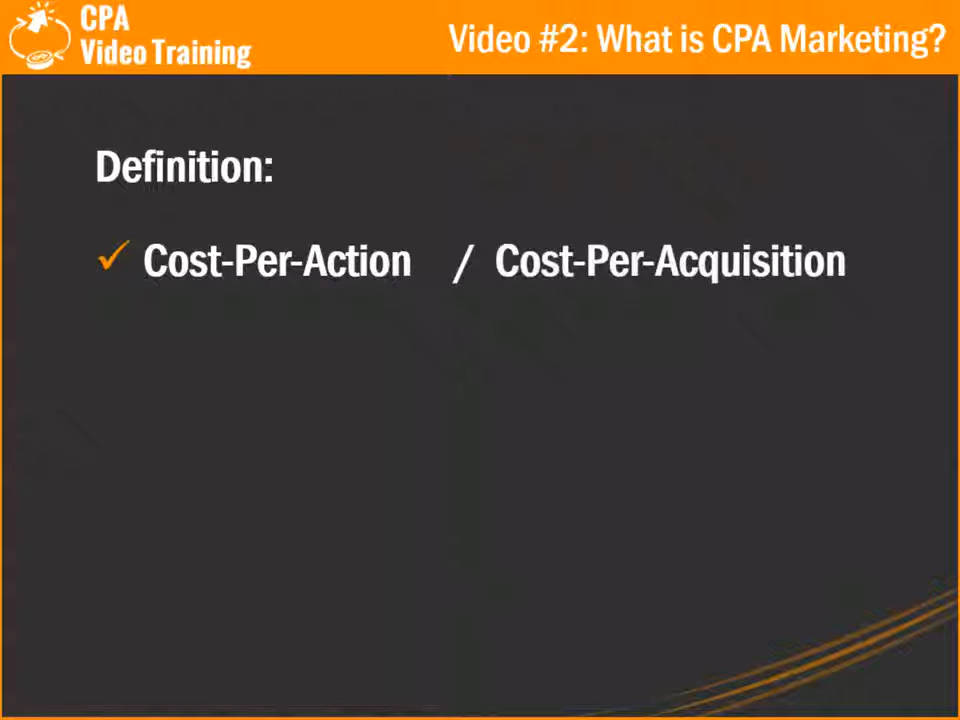 CPA
Video Training
Video #2: What is CPA Marketing?
Definition:
Cost-Per-Action / Cost-Per-Acquisition